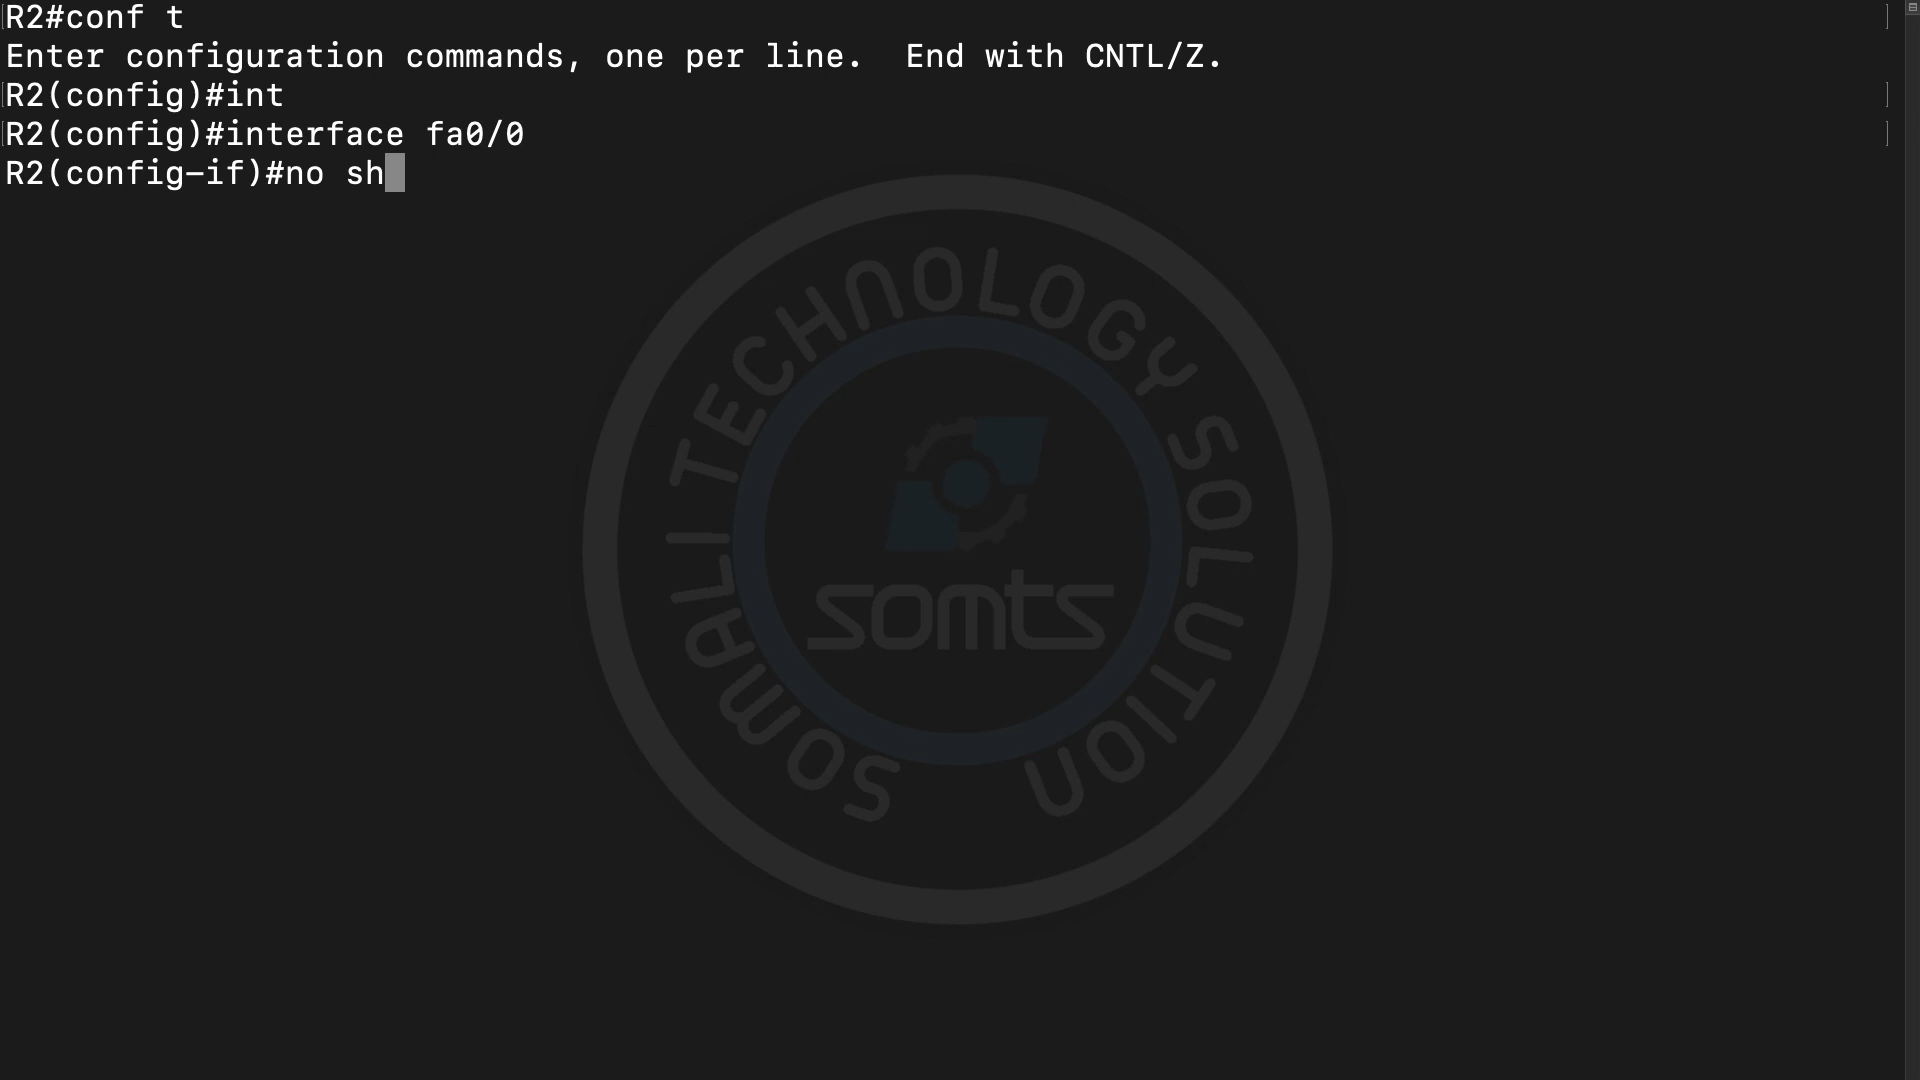 R2#conf t
Enter configuration commands, one per line.  End with CNTL/Z.
R2(config)#int
R2(config)#interface fa0/0
R2(config-if)#no sh
SOMALI TECHNOLOGY SOLUTION
somts